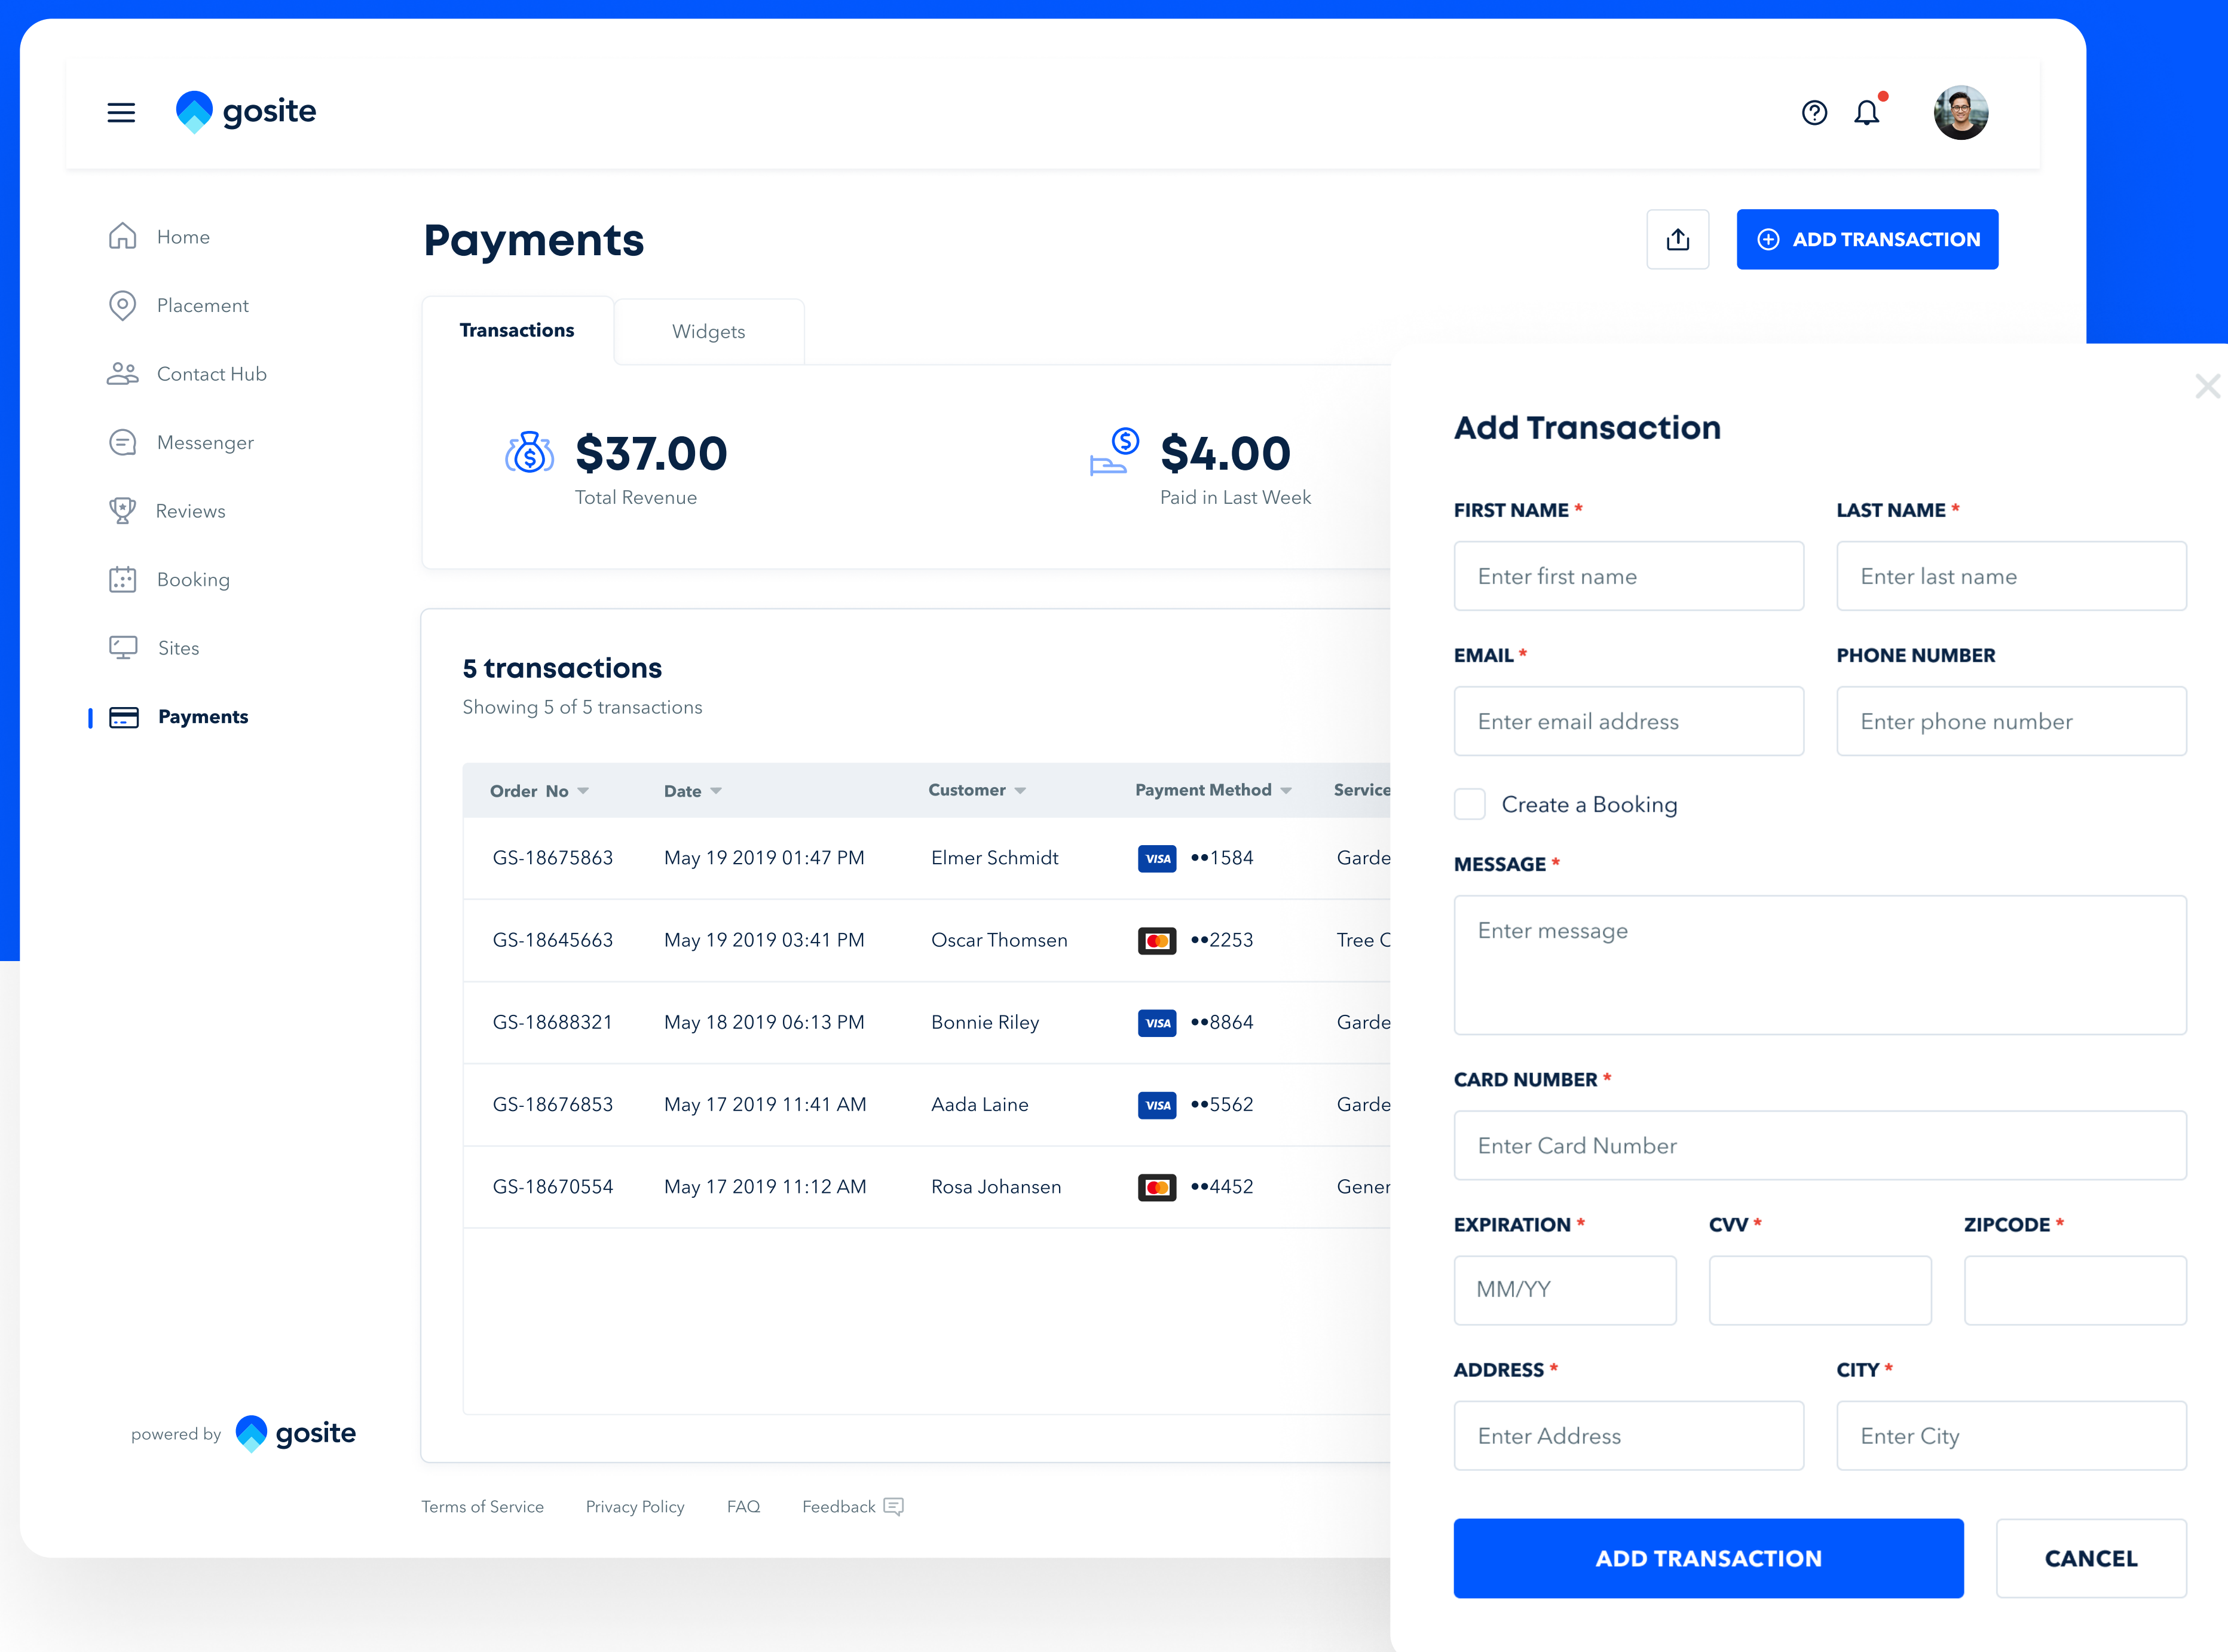 gosite
Home
Placement
Contact Hub
Messenger
Reviews
Booking
Sites
Payments
powered by gosite
Payments
ADD TRANSACTION
Transactions
Widgets
$37.00
Total Revenue
$4.00
Paid in Last Week
5 transactions
Showing 5 of 5 transactions
Order No Date Customer Payment Method Service
GS-18675863 May 19 2019 01:47 PM Elmer Schmidt VISA ••1584 Garde
GS-18645663 May 19 2019 03:41 PM Oscar Thomsen ••2253 Tree C
GS-18688321 May 18 2019 06:13 PM Bonnie Riley VISA ••8864 Garde
GS-18676853 May 17 2019 11:41 AM Aada Laine VISA ••5562 Garde
GS-18670554 May 17 2019 11:12 AM Rosa Johansen ••4452 Gener
Terms of Service Privacy Policy FAQ Feedback
Add Transaction
FIRST NAME * LAST NAME *
Enter first name Enter last name
EMAIL * PHONE NUMBER
Enter email address Enter phone number
Create a Booking
MESSAGE *
Enter message
CARD NUMBER *
Enter Card Number
EXPIRATION * CVV * ZIPCODE *
MM/YY
ADDRESS * CITY *
Enter Address Enter City
ADD TRANSACTION CANCEL